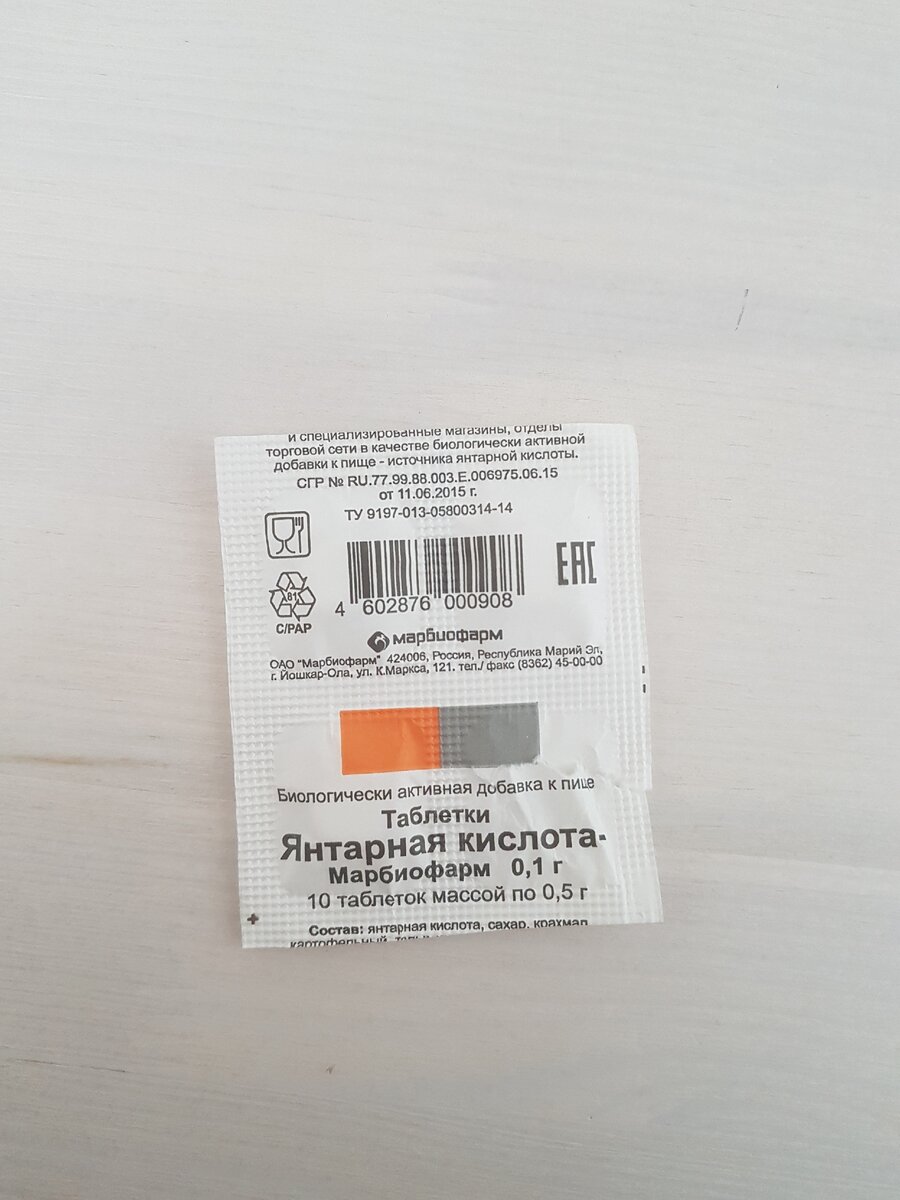 и специализированные магазины, отделы
торговой сети в качестве биологически активной
добавки к пище - источника янтарной кислоты.
СГР № RU.77.99.88.003.Е.006975.06.15
от 11.06.2015 г.
ТУ 9197-013-05800314-14
ЕАС
81
C/PAP
4 602876 000908
марбиофарм
ОАО "Марбиофарм" 424006, Россия, Республика Марий Эл,
г. Йошкар-Ола, ул. К.Маркса, 121. тел./ факс (8362) 45-00-00
Биологически активная добавка к пище
Таблетки
Янтарная кислота-
Марбиофарм 0,1 г
10 таблеток массой по 0,5 г
Состав: янтарная кислота, сахар, крахмал
картофельный,